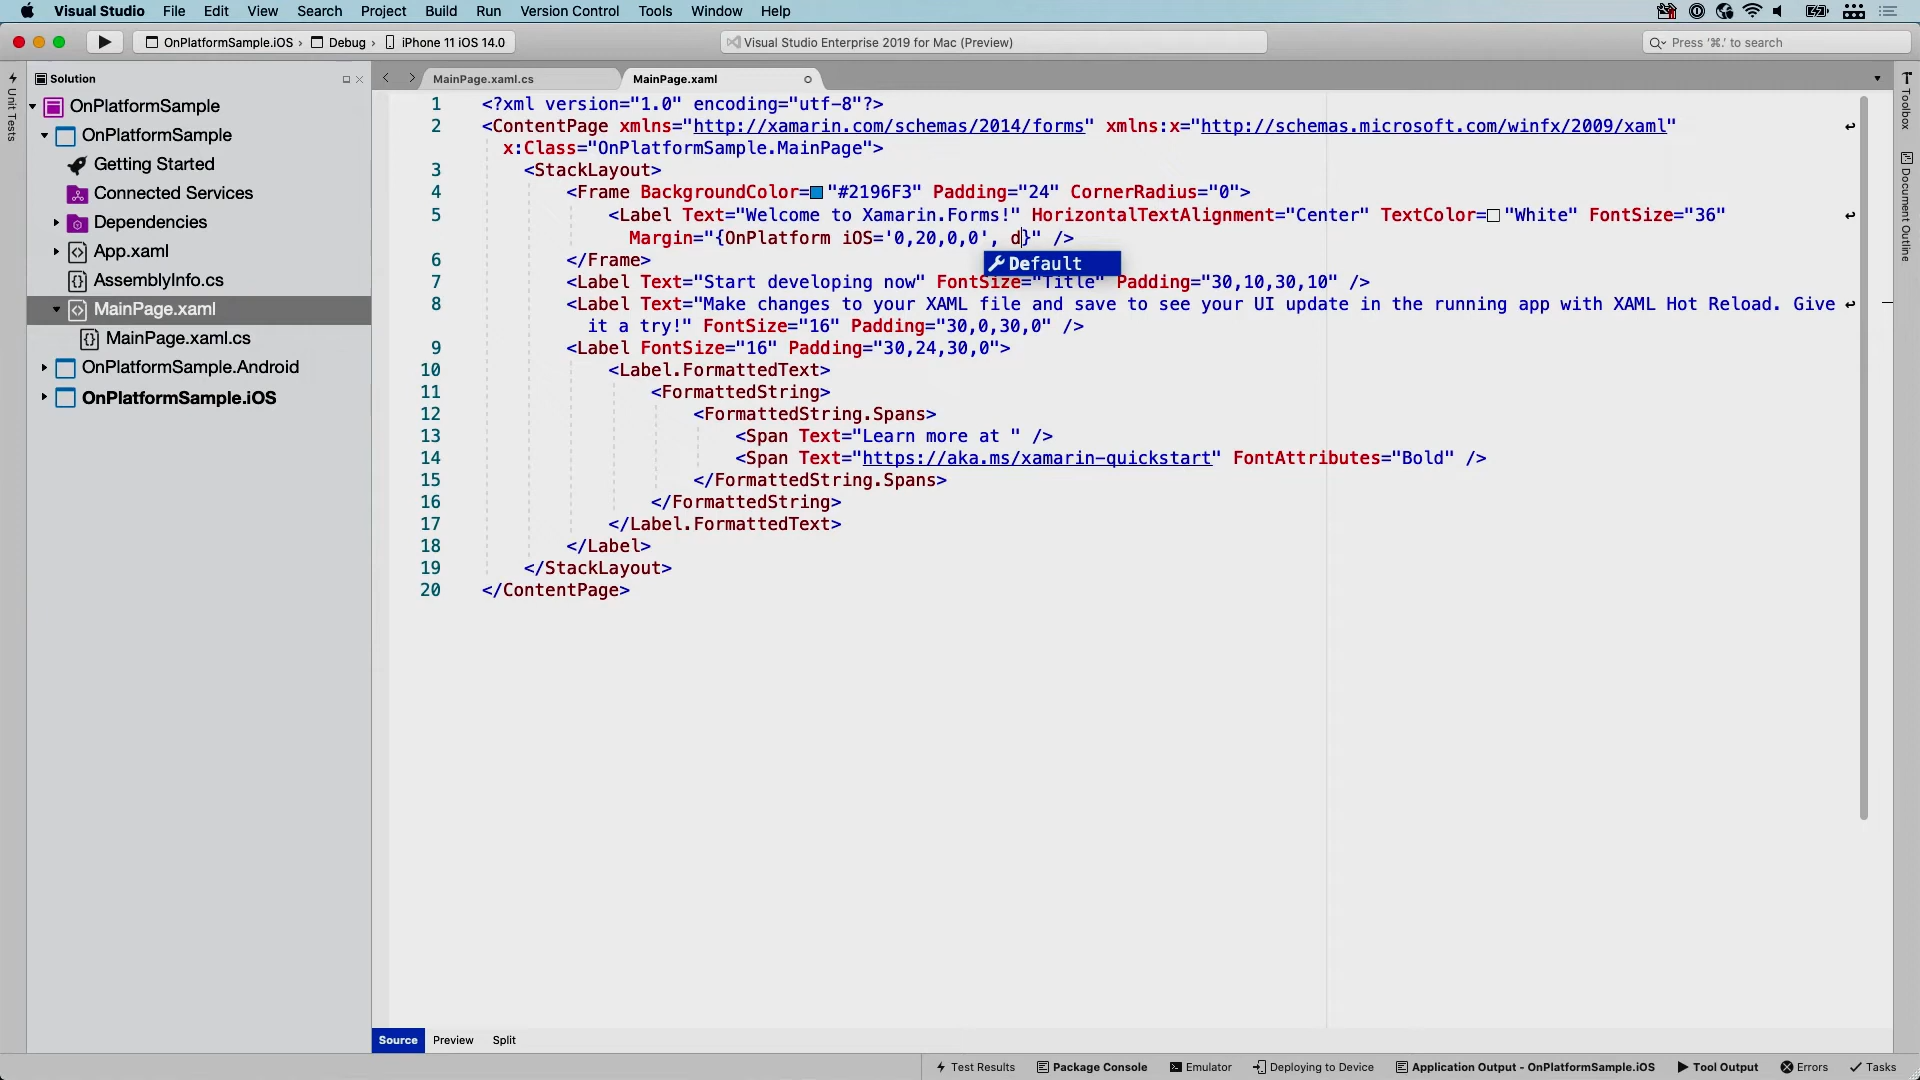 Visual Studio File Edit View Search Project Build Run Version Control Tools Window Help
OnPlatformSample.iOS › Debug › iPhone 11 iOS 14.0
Visual Studio Enterprise 2019 for Mac (Preview)
Press '⌘.' to search
Unit Tests
Solution
OnPlatformSample
OnPlatformSample
Getting Started
Connected Services
Dependencies
App.xaml
AssemblyInfo.cs
MainPage.xaml
MainPage.xaml.cs
OnPlatformSample.Android
OnPlatformSample.iOS
MainPage.xaml.cs
MainPage.xaml
1 <?xml version="1.0" encoding="utf-8"?>
2 <ContentPage xmlns="http://xamarin.com/schemas/2014/forms" xmlns:x="http://schemas.microsoft.com/winfx/2009/xaml"
x:Class="OnPlatformSample.MainPage">
3 <StackLayout>
4 <Frame BackgroundColor="#2196F3" Padding="24" CornerRadius="0">
5 <Label Text="Welcome to Xamarin.Forms!" HorizontalTextAlignment="Center" TextColor="White" FontSize="36"
Margin="{OnPlatform iOS='0,20,0,0', d}" />
Default
6 </Frame>
7 <Label Text="Start developing now" FontSize="Title" Padding="30,10,30,10" />
8 <Label Text="Make changes to your XAML file and save to see your UI update in the running app with XAML Hot Reload. Give
it a try!" FontSize="16" Padding="30,0,30,0" />
9 <Label FontSize="16" Padding="30,24,30,0">
10 <Label.FormattedText>
11 <FormattedString>
12 <FormattedString.Spans>
13 <Span Text="Learn more at " />
14 <Span Text="https://aka.ms/xamarin-quickstart" FontAttributes="Bold" />
15 </FormattedString.Spans>
16 </FormattedString>
17 </Label.FormattedText>
18 </Label>
19 </StackLayout>
20 </ContentPage>
Toolbox
Document Outline
Source Preview Split
Test Results Package Console Emulator Deploying to Device Application Output - OnPlatformSample.iOS Tool Output Errors Tasks